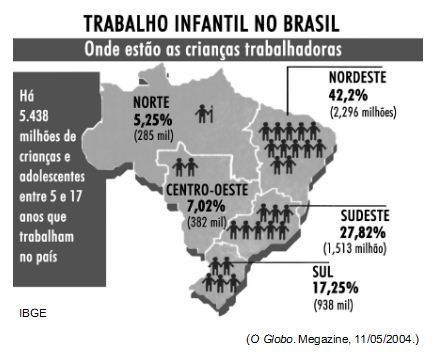 TRABALHO INFANTIL NO BRASIL
Onde estão as crianças trabalhadoras
Há
5.438
milhões de
crianças e
adolescentes
entre 5 e 17
anos que
trabalham
no país
NORTE
5,25%
(285 mil)
NORDESTE
42,2%
(2,296 milhões)
CENTRO-OESTE
7,02%
(382 mil)
SUDESTE
27,82%
(1,513 milhão)
SUL
17,25%
(938 mil)
IBGE
(O Globo. Megazine, 11/05/2004.)